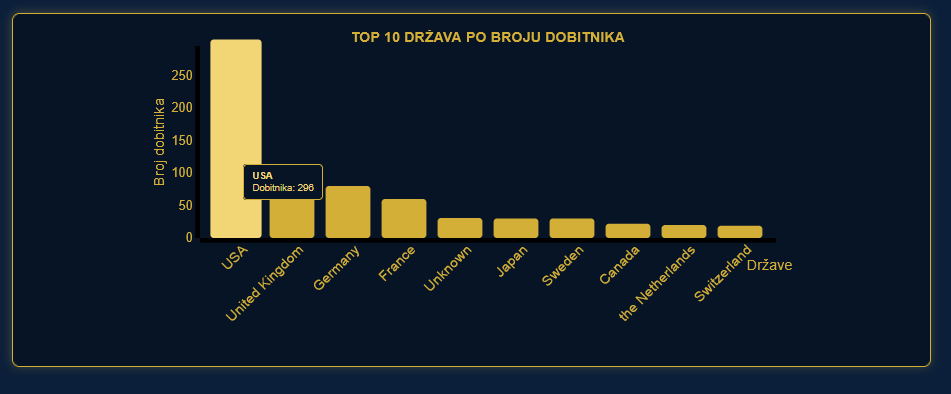 TOP 10 DRŽAVA PO BROJU DOBITNIKA
Broj dobitnika
250
200
150
100
50
0
USA
Dobitnika: 296
USA
United Kingdom
Germany
France
Unknown
Japan
Sweden
Canada
the Netherlands
Switzerland
Države